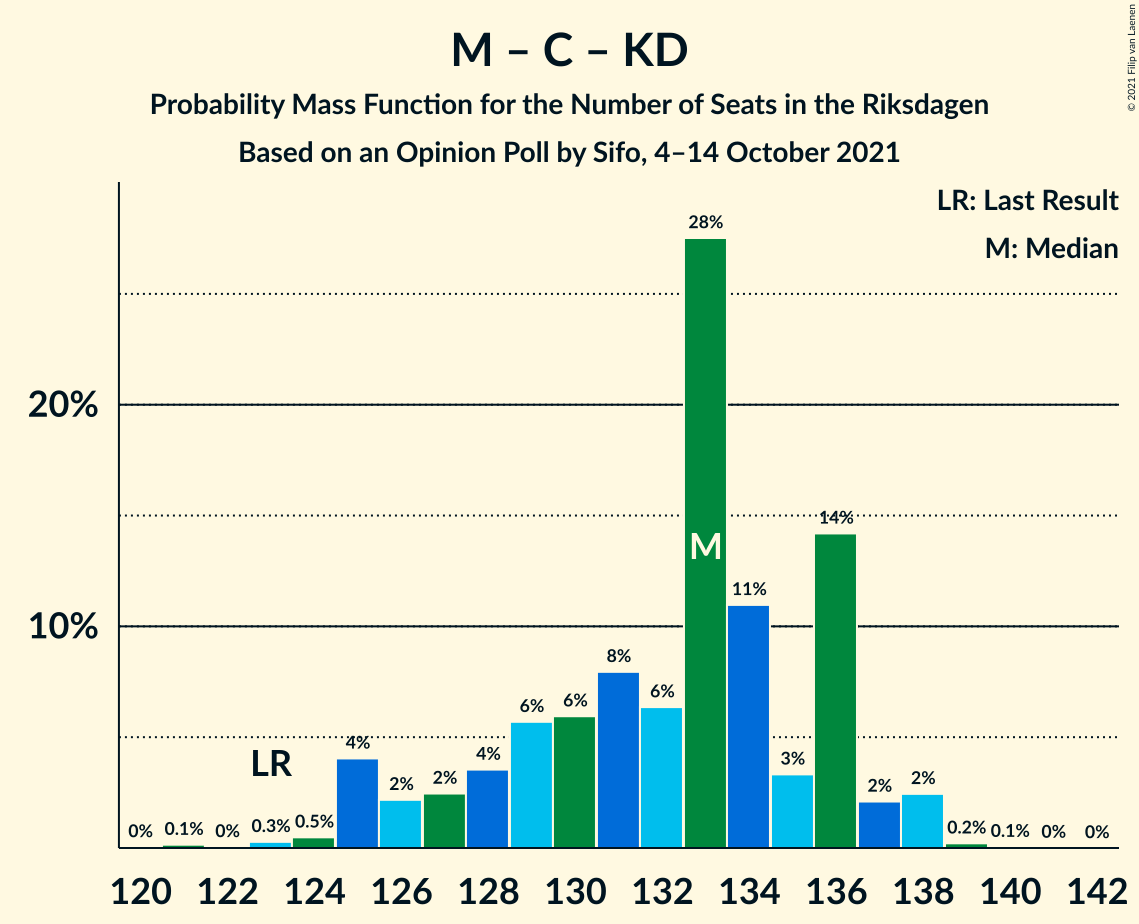 M – C – KD
Probability Mass Function for the Number of Seats in the Riksdagen
Based on an Opinion Poll by Sifo, 4–14 October 2021
© 2021 Filip van Laenen
LR: Last Result
M: Median
20%
10%
0%
0.1%
0%
0.3%
LR
0.5%
4%
2%
2%
4%
6%
6%
8%
6%
28%
M
11%
3%
14%
2%
2%
0.2%
0.1%
0%
0%
120 122 124 126 128 130 132 134 136 138 140 142